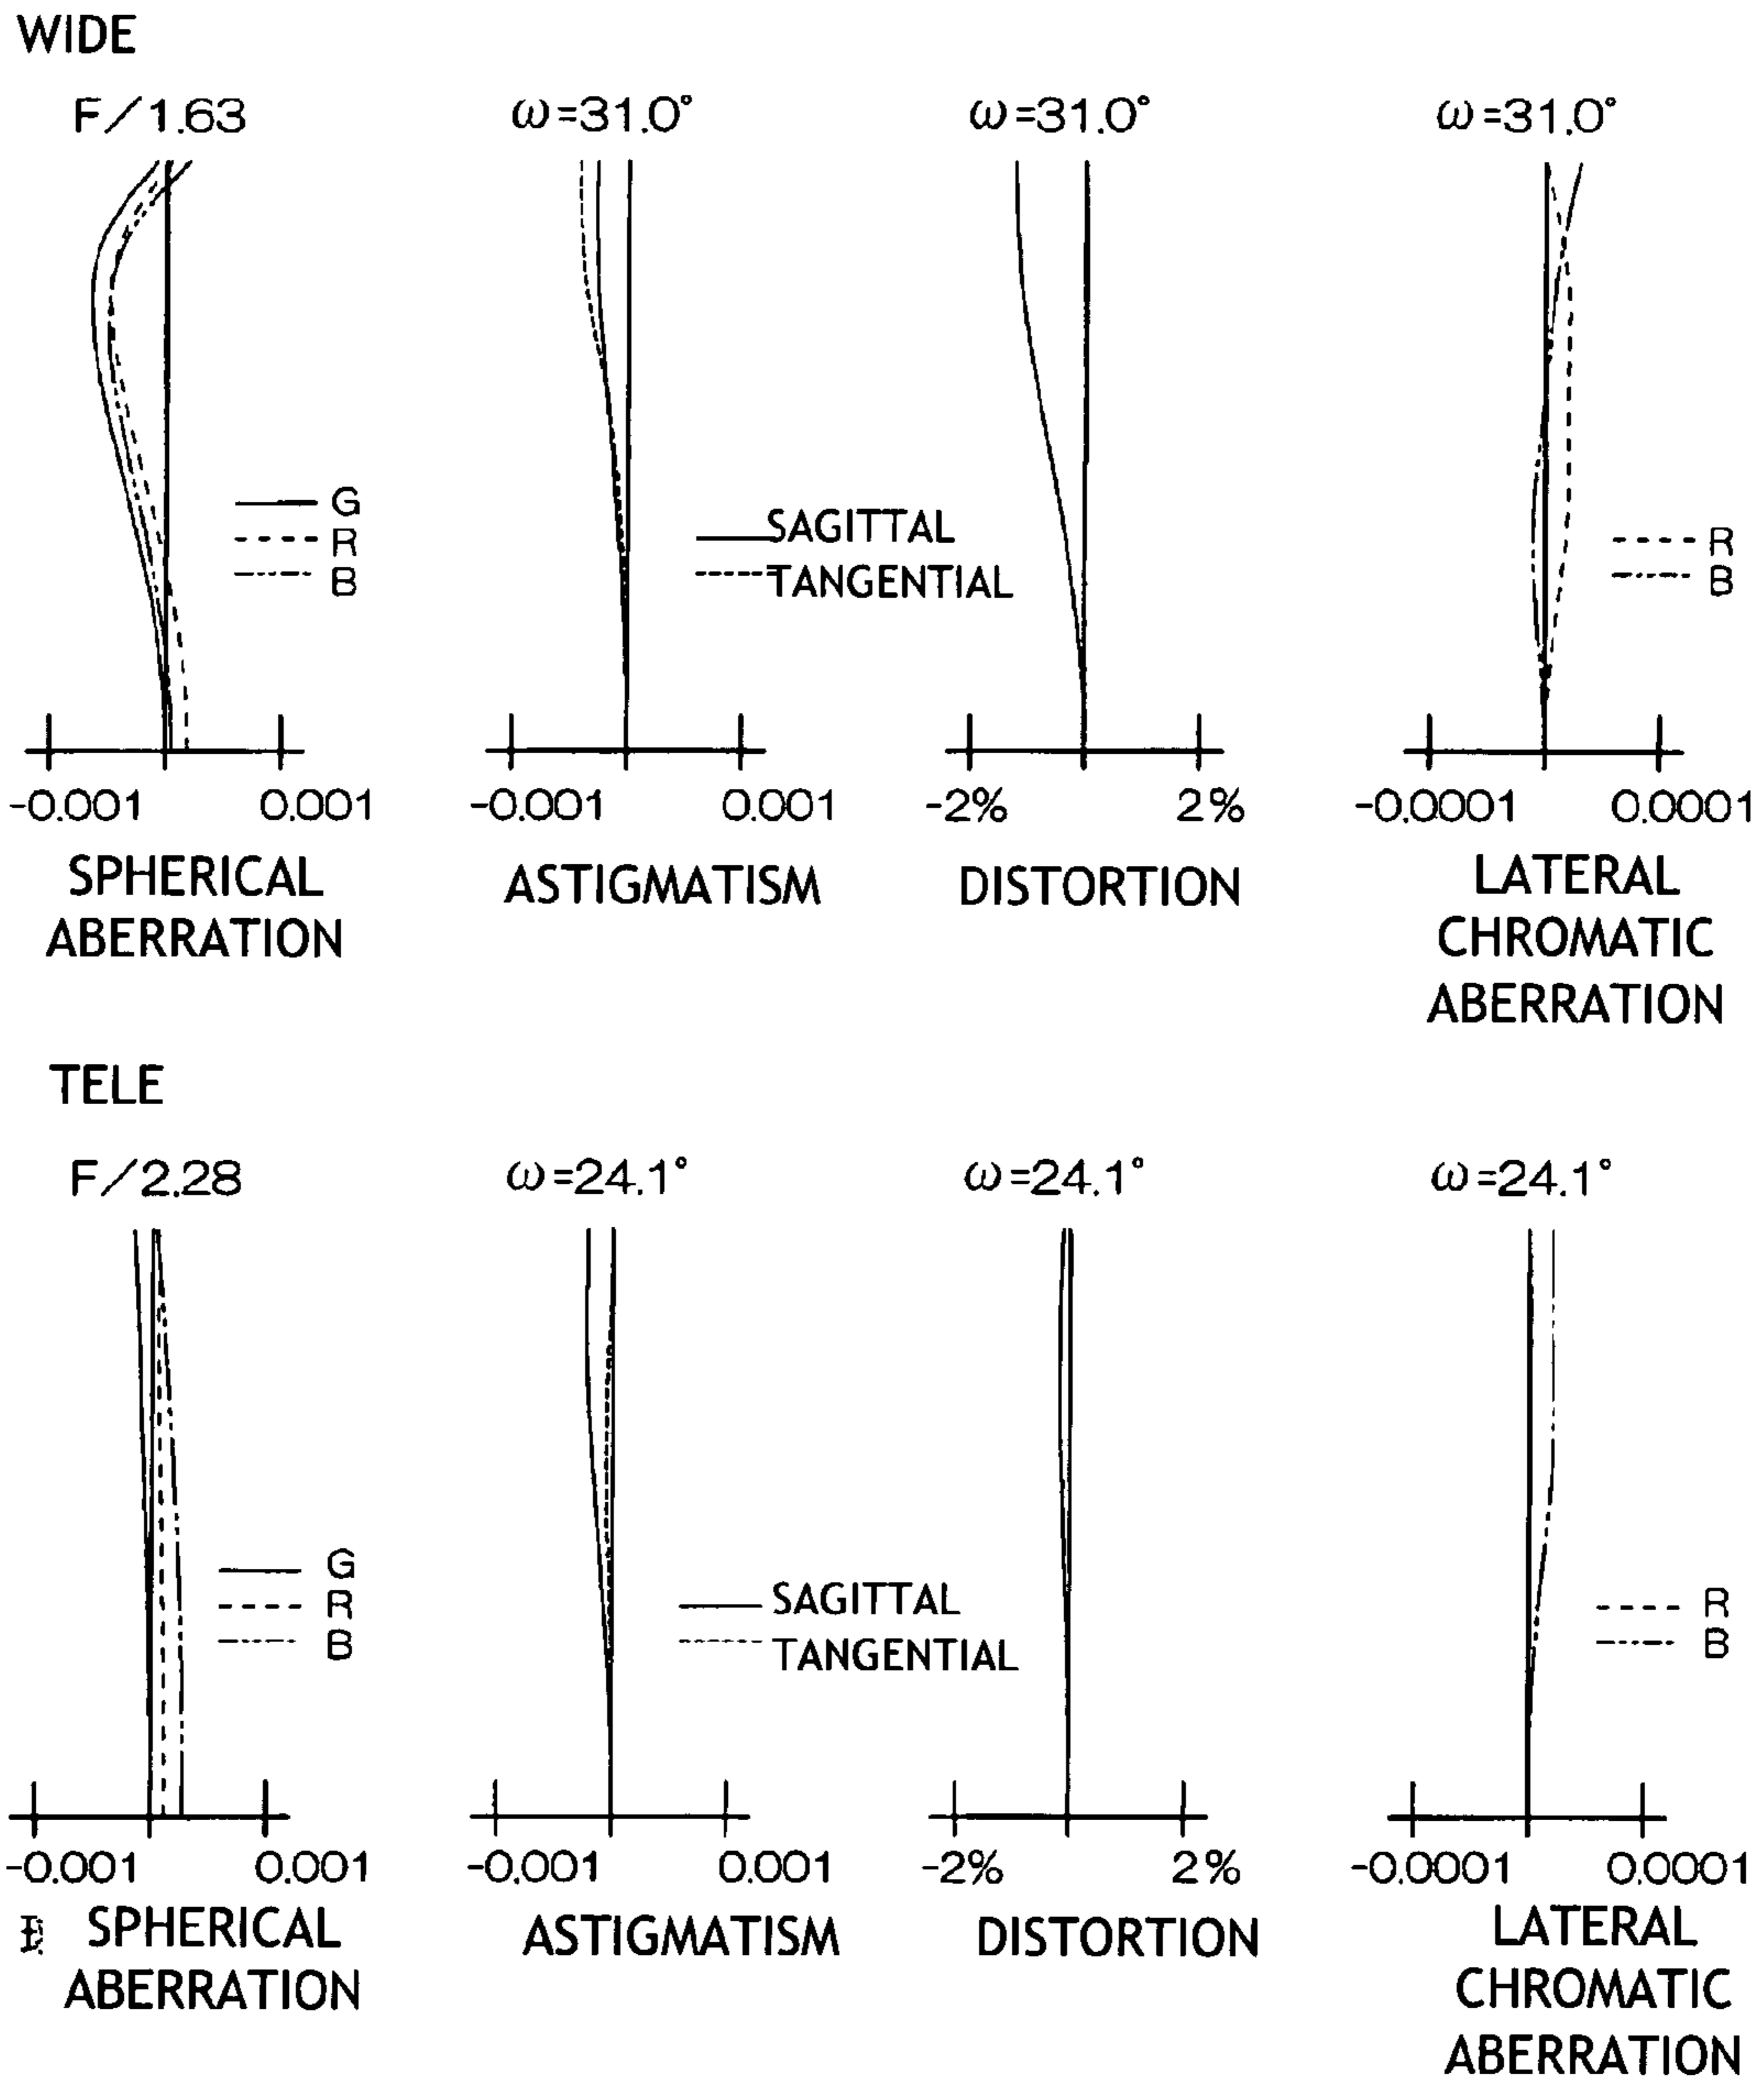 WIDE
F/1.63
ω=31.0°
ω=31.0°
ω=31.0°
G
R
B
SAGITTAL
TANGENTIAL
R
B
-0.001 0.001
-0.001 0.001
-2% 2%
-0.0001 0.0001
SPHERICAL
ABERRATION
ASTIGMATISM
DISTORTION
LATERAL
CHROMATIC
ABERRATION
TELE
F/2.28
ω=24.1°
ω=24.1°
ω=24.1°
G
R
B
SAGITTAL
TANGENTIAL
R
B
-0.001 0.001
-0.001 0.001
-2% 2%
-0.0001 0.0001
SPHERICAL
ABERRATION
ASTIGMATISM
DISTORTION
LATERAL
CHROMATIC
ABERRATION